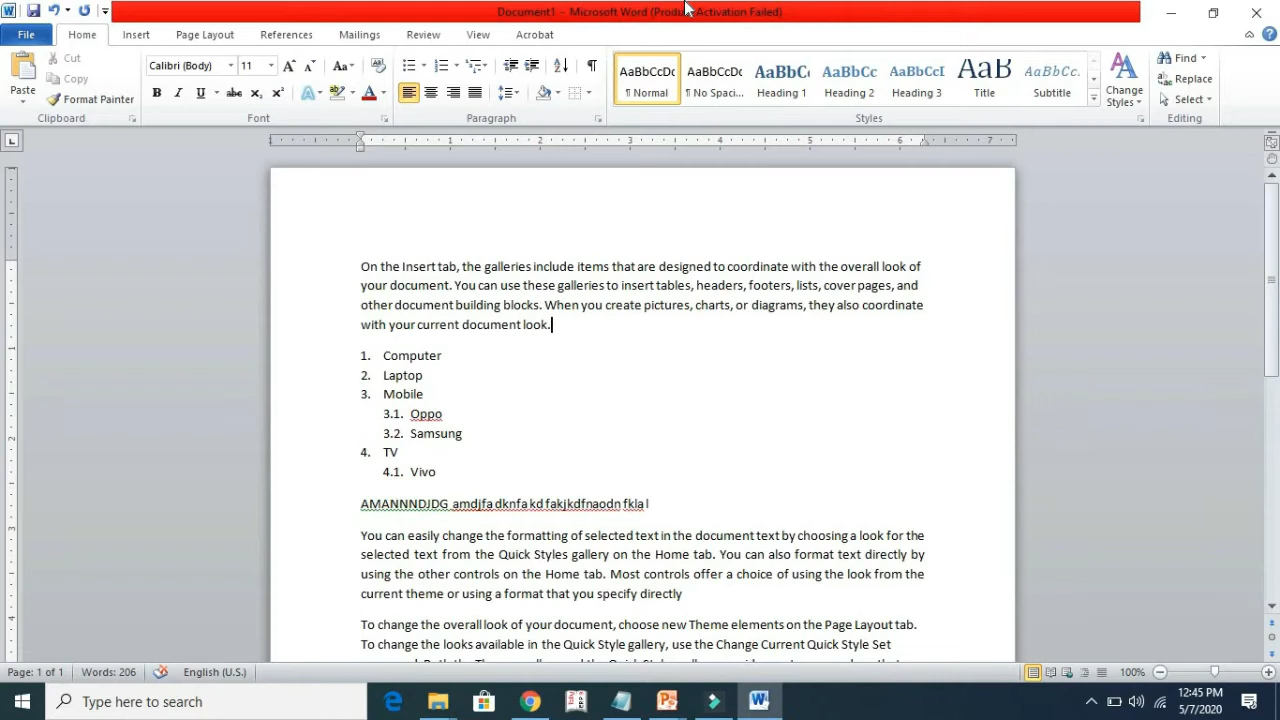 Document1 - Microsoft Word (Produ Activation Failed)
File Home Insert Page Layout References Mailings Review View Acrobat
Paste Cut Copy Format Painter
Calibri (Body) 11
AaBbCcDc AaBbCcDc AaBbC AaBbCc AaBbCcI AaB AaBbCc.
¶ Normal ¶ No Spaci... Heading 1 Heading 2 Heading 3 Title Subtitle
Change Styles
Find Replace Select
Clipboard Font Paragraph Styles Editing
1 2 3 4 5 6 7
On the Insert tab, the galleries include items that are designed to coordinate with the overall look of
your document. You can use these galleries to insert tables, headers, footers, lists, cover pages, and
other document building blocks. When you create pictures, charts, or diagrams, they also coordinate
with your current document look.
1. Computer
2. Laptop
3. Mobile
3.1. Oppo
3.2. Samsung
4. TV
4.1. Vivo
AMANNNDJDG amdjfa dknfa kd fakjkdfnaodn fkla l
You can easily change the formatting of selected text in the document text by choosing a look for the
selected text from the Quick Styles gallery on the Home tab. You can also format text directly by
using the other controls on the Home tab. Most controls offer a choice of using the look from the
current theme or using a format that you specify directly
To change the overall look of your document, choose new Theme elements on the Page Layout tab.
To change the looks available in the Quick Style gallery, use the Change Current Quick Style Set
Page: 1 of 1 Words: 206 English (U.S.) 100%
Type here to search
12:45 PM
5/7/2020